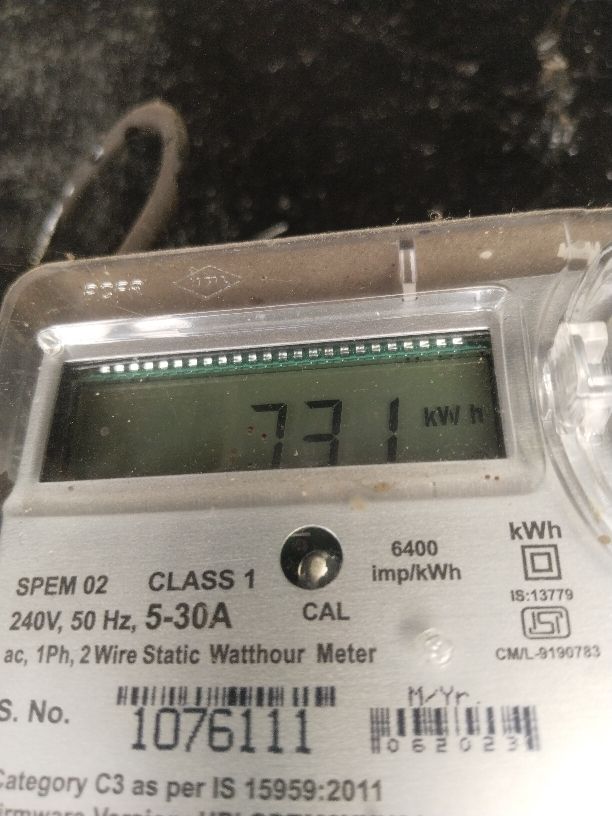 731 kWh
kWh
6400
imp/kWh
SPEM 02 CLASS 1
IS:13779
240V, 50 Hz, 5-30A CAL
ISI
CM/L-9190783
ac, 1Ph, 2 Wire Static Watthour Meter
M/Yr.
S. No. 1076111
062023
Category C3 as per IS 15959:2011